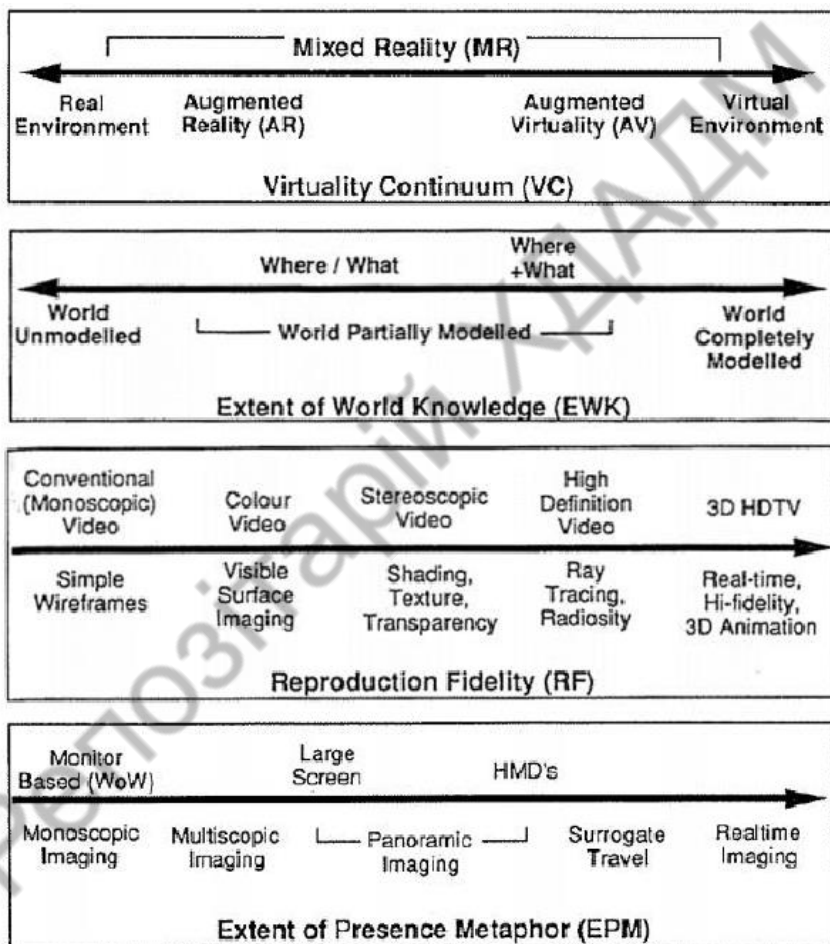 Mixed Reality (MR)
Real Environment
Augmented Reality (AR)
Augmented Virtuality (AV)
Virtual Environment
Virtuality Continuum (VC)
Where / What
Where +What
World Unmodelled
World Partially Modelled
World Completely Modelled
Extent of World Knowledge (EWK)
Conventional (Monoscopic) Video
Colour Video
Stereoscopic Video
High Definition Video
3D HDTV
Simple Wireframes
Visible Surface Imaging
Shading, Texture, Transparency
Ray Tracing, Radiosity
Real-time, Hi-fidelity, 3D Animation
Reproduction Fidelity (RF)
Monitor Based (WoW)
Large Screen
HMD's
Monoscopic Imaging
Multiscopic Imaging
Panoramic Imaging
Surrogate Travel
Realtime Imaging
Extent of Presence Metaphor (EPM)
Репозітарій ХДАДМ